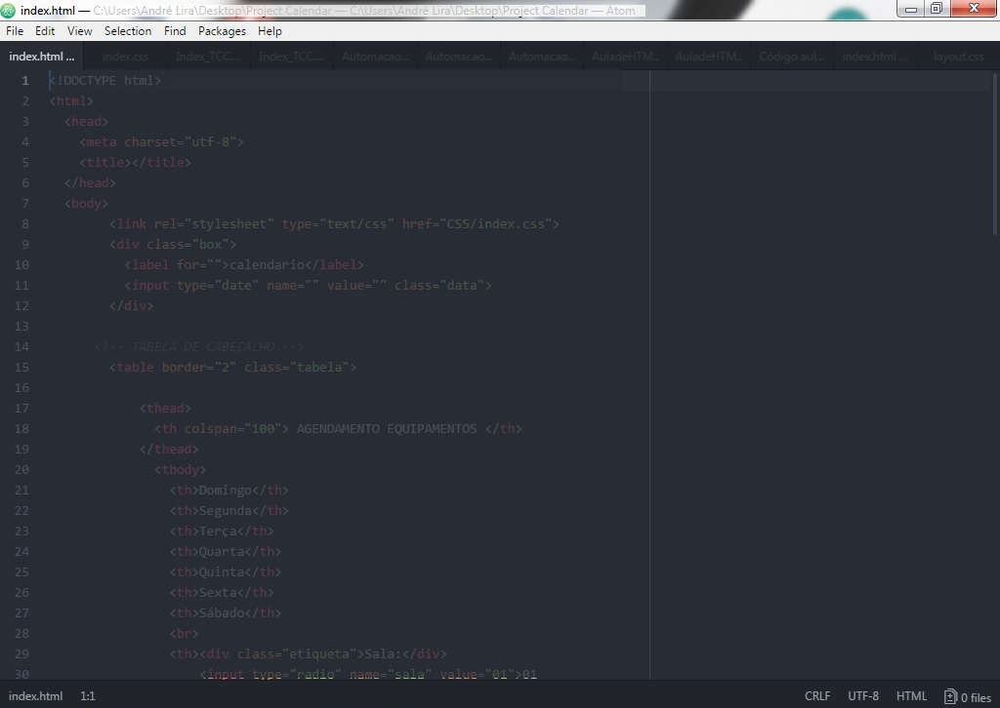 index.html — C:\Users\André Lira\Desktop\Project Calendar — C:\Users\André Lira\Desktop\Project Calendar — Atom
File Edit View Selection Find Packages Help
index.html ... index.css Index_TCC.... Index_TCC.... Automacao... Automacao... Automacao... AuladeHTM... AuladeHTM... Código aul... index.html ... layout.css
1 <!DOCTYPE html>
2 <html>
3 <head>
4 <meta charset="utf-8">
5 <title></title>
6 </head>
7 <body>
8 <link rel="stylesheet" type="text/css" href="CSS/index.css">
9 <div class="box">
10 <label for="">calendario</label>
11 <input type="date" name="" value="" class="data">
12 </div>
13
14 <!-- TABELA DE CABEÇALHO -->
15 <table border="2" class="tabela">
16
17 <thead>
18 <th colspan="100"> AGENDAMENTO EQUIPAMENTOS </th>
19 </thead>
20 <tbody>
21 <th>Domingo</th>
22 <th>Segunda</th>
23 <th>Terça</th>
24 <th>Quarta</th>
25 <th>Quinta</th>
26 <th>Sexta</th>
27 <th>Sábado</th>
28 <br>
29 <th><div class="etiqueta">Sala:</div>
30 <input type="radio" name="sala" value="01">01
index.html 1:1 CRLF UTF-8 HTML 0 files